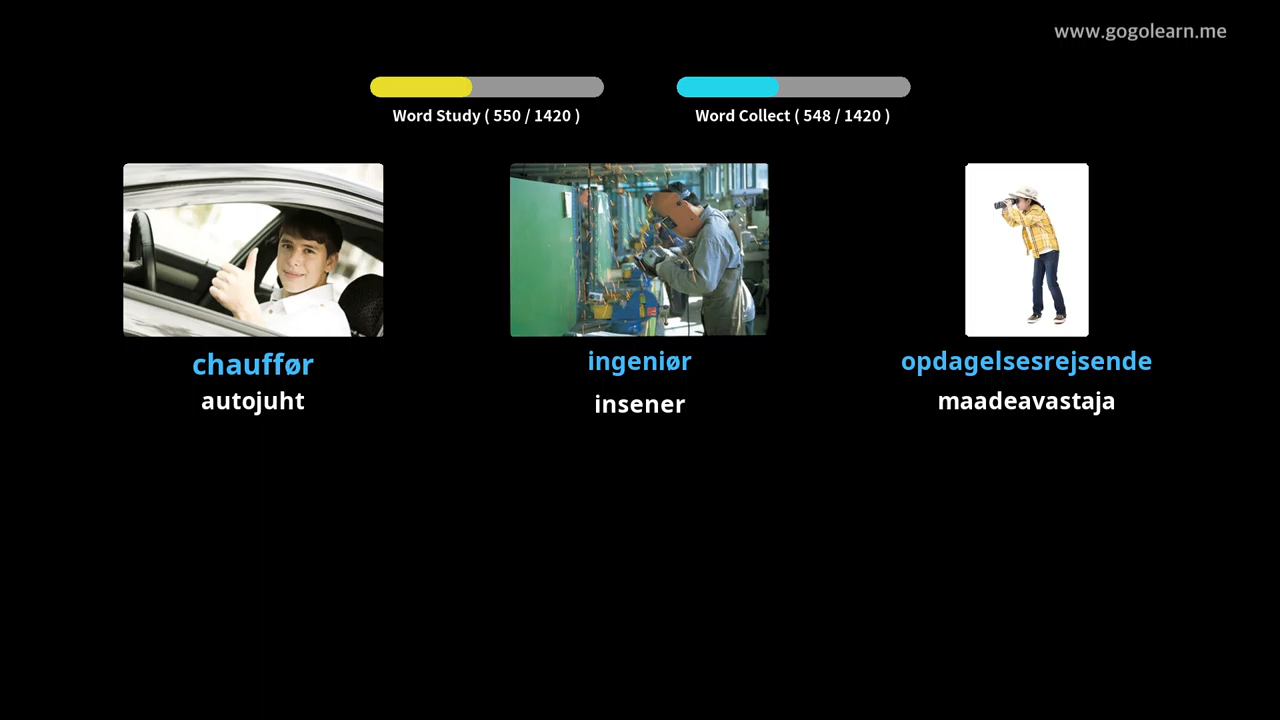 www.gogolearn.me
Word Study ( 550 / 1420 )
Word Collect ( 548 / 1420 )
chauffør
autojuht
ingeniør
insener
opdagelsesrejsende
maadeavastaja